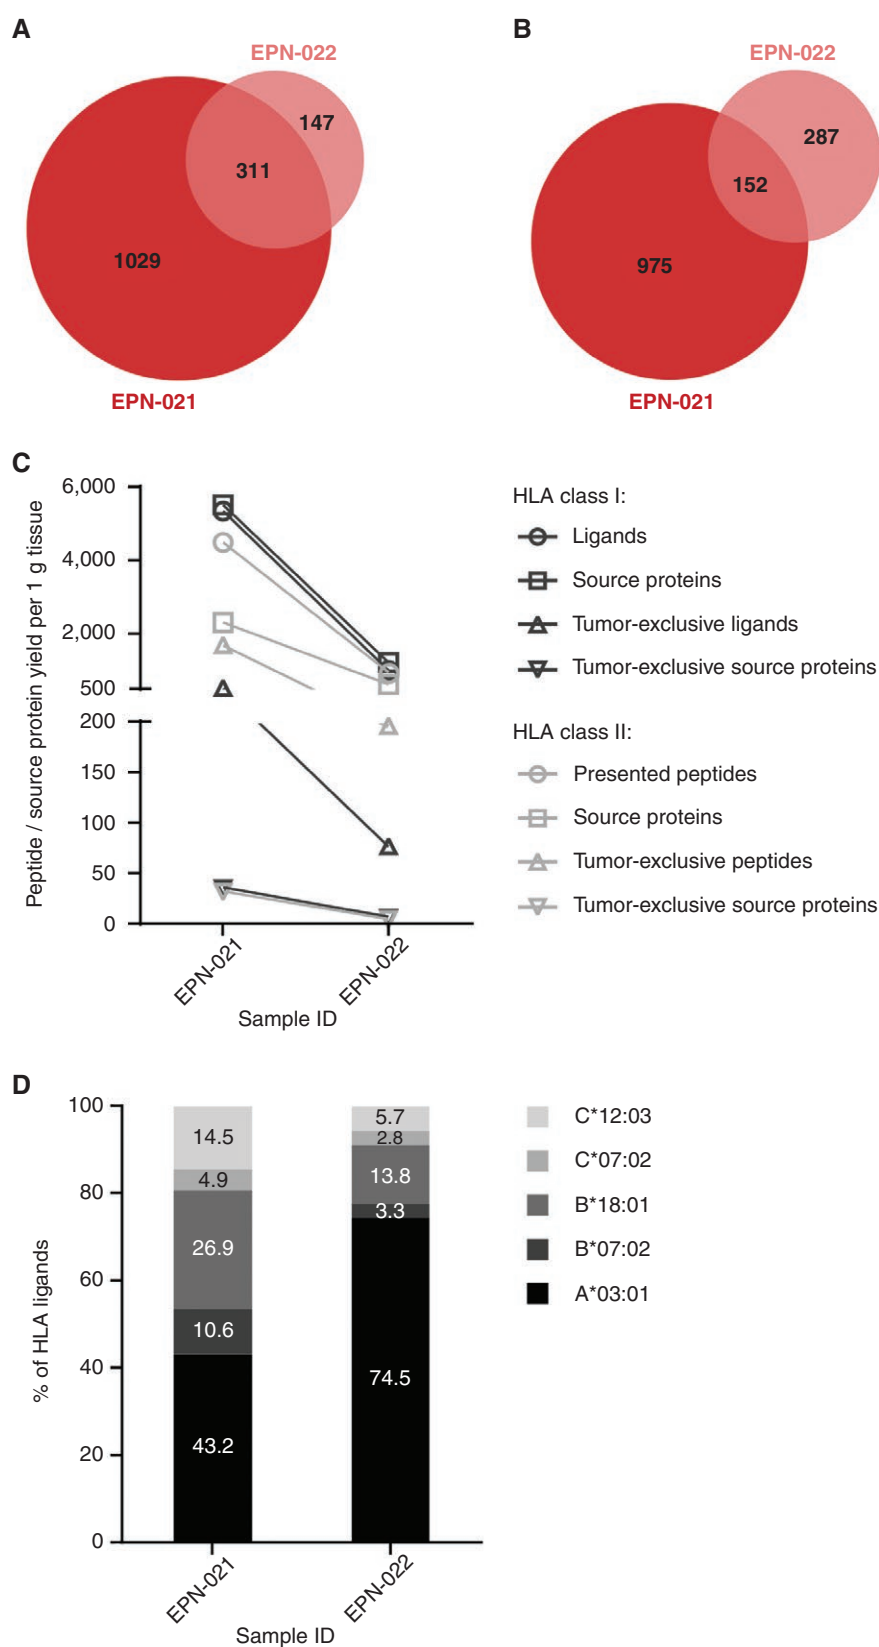 A
EPN-022
147
311
1029
EPN-021
B
EPN-022
287
152
975
EPN-021
C
Peptide / source protein yield per 1 g tissue
6,000
4,000
2,000
500
200
150
100
50
0
EPN-021
EPN-022
Sample ID
HLA class I:
Ligands
Source proteins
Tumor-exclusive ligands
Tumor-exclusive source proteins
HLA class II:
Presented peptides
Source proteins
Tumor-exclusive peptides
Tumor-exclusive source proteins
D
% of HLA ligands
100
80
60
40
20
0
14.5
4.9
26.9
10.6
43.2
5.7
2.8
13.8
3.3
74.5
EPN-021
EPN-022
Sample ID
C*12:03
C*07:02
B*18:01
B*07:02
A*03:01